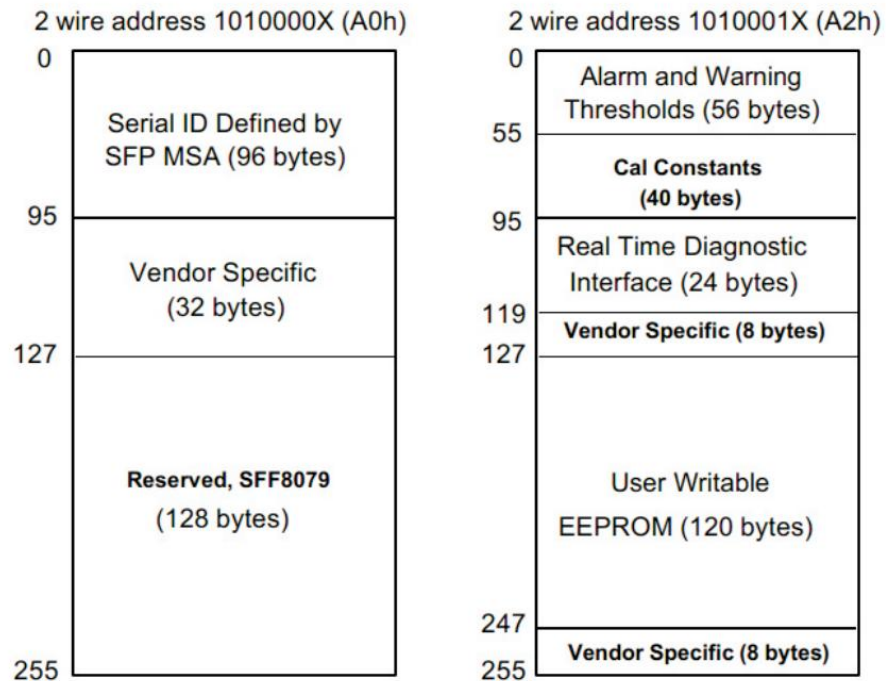 2 wire address 1010000X (A0h)
0
Serial ID Defined by
SFP MSA (96 bytes)
95
Vendor Specific
(32 bytes)
127
Reserved, SFF8079
(128 bytes)
255
2 wire address 1010001X (A2h)
0
Alarm and Warning
Thresholds (56 bytes)
55
Cal Constants
(40 bytes)
95
Real Time Diagnostic
Interface (24 bytes)
119
Vendor Specific (8 bytes)
127
User Writable
EEPROM (120 bytes)
247
Vendor Specific (8 bytes)
255